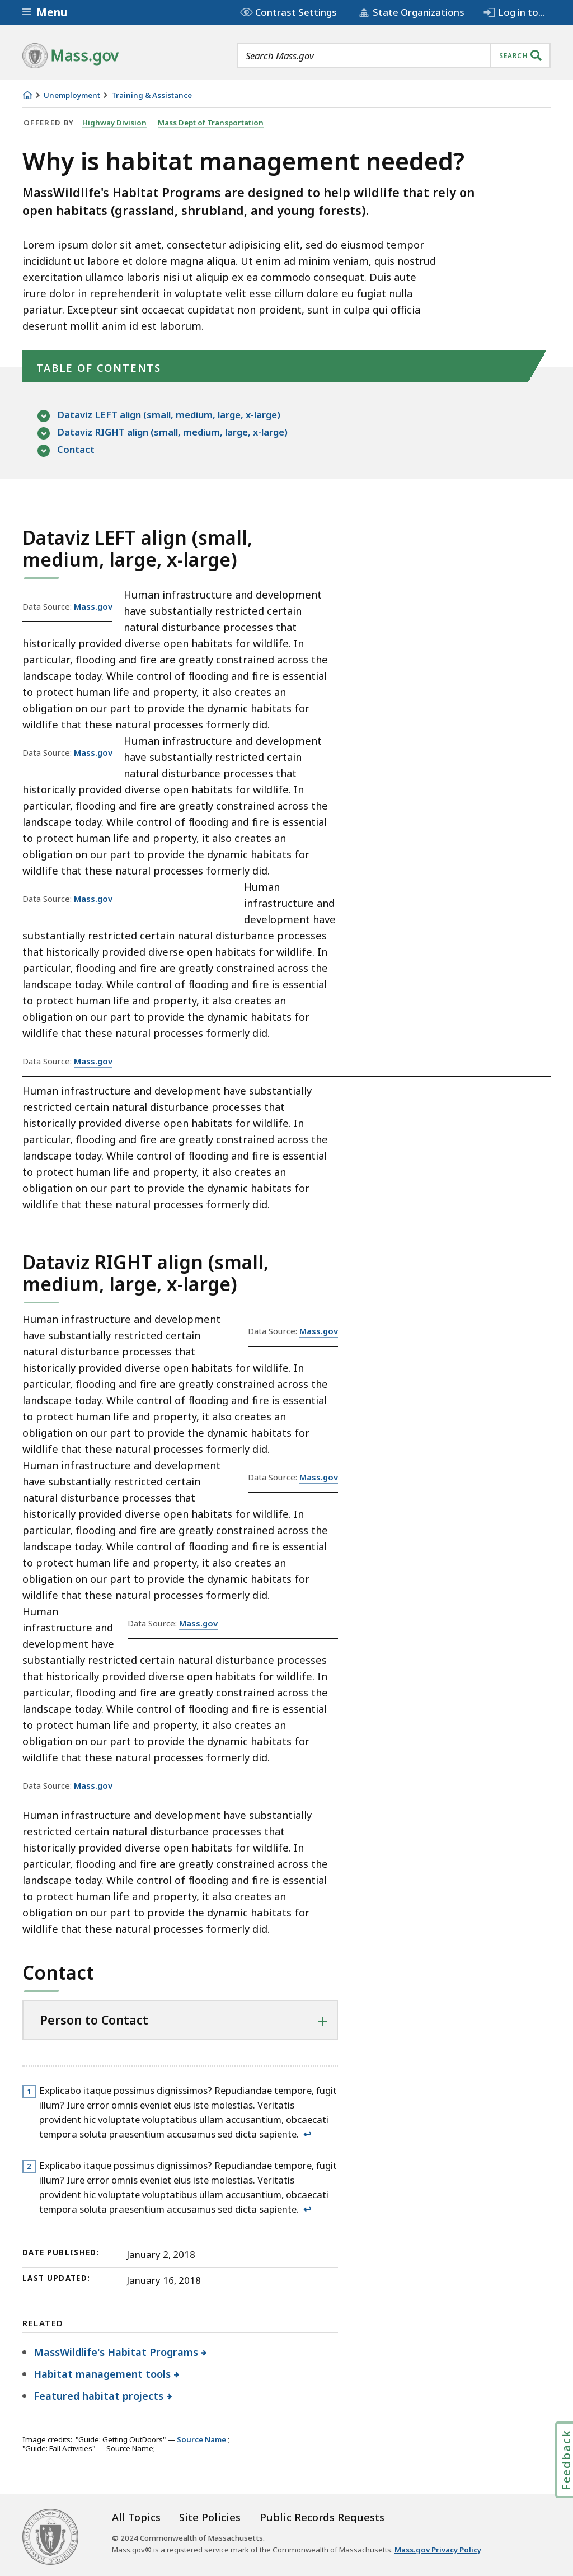 Menu
Contrast Settings
State Organizations
Log in to...
Mass.gov
Search Mass.gov
SEARCH
Unemployment
Training & Assistance
OFFERED BY Highway Division Mass Dept of Transportation
Why is habitat management needed?
MassWildlife's Habitat Programs are designed to help wildlife that rely on
open habitats (grassland, shrubland, and young forests).
Lorem ipsum dolor sit amet, consectetur adipisicing elit, sed do eiusmod tempor
incididunt ut labore et dolore magna aliqua. Ut enim ad minim veniam, quis nostrud
exercitation ullamco laboris nisi ut aliquip ex ea commodo consequat. Duis aute
irure dolor in reprehenderit in voluptate velit esse cillum dolore eu fugiat nulla
pariatur. Excepteur sint occaecat cupidatat non proident, sunt in culpa qui officia
deserunt mollit anim id est laborum.
TABLE OF CONTENTS
Dataviz LEFT align (small, medium, large, x-large)
Dataviz RIGHT align (small, medium, large, x-large)
Contact
Dataviz LEFT align (small,
medium, large, x-large)
Data Source: Mass.gov
Human infrastructure and development
have substantially restricted certain
natural disturbance processes that
historically provided diverse open habitats for wildlife. In
particular, flooding and fire are greatly constrained across the
landscape today. While control of flooding and fire is essential
to protect human life and property, it also creates an
obligation on our part to provide the dynamic habitats for
wildlife that these natural processes formerly did.
Data Source: Mass.gov
Human infrastructure and development
have substantially restricted certain
natural disturbance processes that
historically provided diverse open habitats for wildlife. In
particular, flooding and fire are greatly constrained across the
landscape today. While control of flooding and fire is essential
to protect human life and property, it also creates an
obligation on our part to provide the dynamic habitats for
wildlife that these natural processes formerly did.
Data Source: Mass.gov
Human
infrastructure and
development have
substantially restricted certain natural disturbance processes
that historically provided diverse open habitats for wildlife. In
particular, flooding and fire are greatly constrained across the
landscape today. While control of flooding and fire is essential
to protect human life and property, it also creates an
obligation on our part to provide the dynamic habitats for
wildlife that these natural processes formerly did.
Data Source: Mass.gov
Human infrastructure and development have substantially
restricted certain natural disturbance processes that
historically provided diverse open habitats for wildlife. In
particular, flooding and fire are greatly constrained across the
landscape today. While control of flooding and fire is essential
to protect human life and property, it also creates an
obligation on our part to provide the dynamic habitats for
wildlife that these natural processes formerly did.
Dataviz RIGHT align (small,
medium, large, x-large)
Data Source: Mass.gov
Human infrastructure and development
have substantially restricted certain
natural disturbance processes that
historically provided diverse open habitats for wildlife. In
particular, flooding and fire are greatly constrained across the
landscape today. While control of flooding and fire is essential
to protect human life and property, it also creates an
obligation on our part to provide the dynamic habitats for
wildlife that these natural processes formerly did.
Data Source: Mass.gov
Human infrastructure and development
have substantially restricted certain
natural disturbance processes that
historically provided diverse open habitats for wildlife. In
particular, flooding and fire are greatly constrained across the
landscape today. While control of flooding and fire is essential
to protect human life and property, it also creates an
obligation on our part to provide the dynamic habitats for
wildlife that these natural processes formerly did.
Data Source: Mass.gov
Human
infrastructure and
development have
substantially restricted certain natural disturbance processes
that historically provided diverse open habitats for wildlife. In
particular, flooding and fire are greatly constrained across the
landscape today. While control of flooding and fire is essential
to protect human life and property, it also creates an
obligation on our part to provide the dynamic habitats for
wildlife that these natural processes formerly did.
Data Source: Mass.gov
Human infrastructure and development have substantially
restricted certain natural disturbance processes that
historically provided diverse open habitats for wildlife. In
particular, flooding and fire are greatly constrained across the
landscape today. While control of flooding and fire is essential
to protect human life and property, it also creates an
obligation on our part to provide the dynamic habitats for
wildlife that these natural processes formerly did.
Contact
Person to Contact
1 Explicabo itaque possimus dignissimos? Repudiandae tempore, fugit
illum? Iure error omnis eveniet eius iste molestias. Veritatis
provident hic voluptate voluptatibus ullam accusantium, obcaecati
tempora soluta praesentium accusamus sed dicta sapiente. ↩
2 Explicabo itaque possimus dignissimos? Repudiandae tempore, fugit
illum? Iure error omnis eveniet eius iste molestias. Veritatis
provident hic voluptate voluptatibus ullam accusantium, obcaecati
tempora soluta praesentium accusamus sed dicta sapiente. ↩
DATE PUBLISHED: January 2, 2018
LAST UPDATED: January 16, 2018
RELATED
MassWildlife's Habitat Programs
Habitat management tools
Featured habitat projects
Image credits: "Guide: Getting OutDoors" — Source Name;
"Guide: Fall Activities" — Source Name;
Feedback
All Topics Site Policies Public Records Requests
© 2024 Commonwealth of Massachusetts.
Mass.gov® is a registered service mark of the Commonwealth of Massachusetts. Mass.gov Privacy Policy